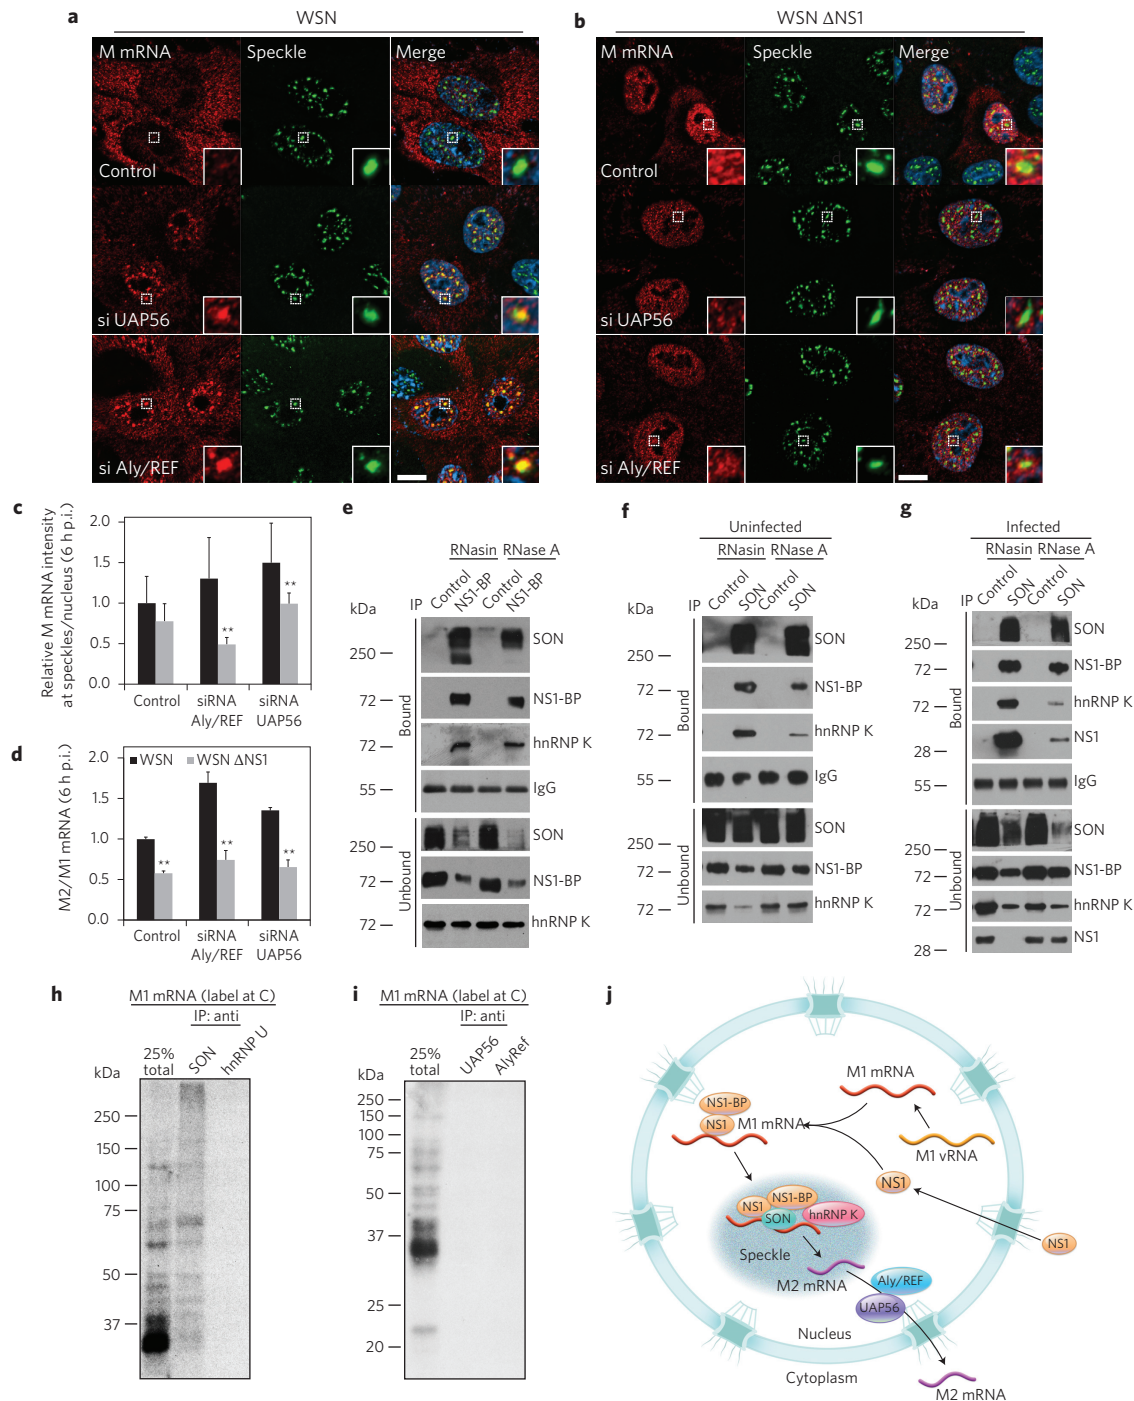 a
WSN
M mRNA
Speckle
Merge
Control
si UAP56
si Aly/REF
b
WSN ΔNS1
M mRNA
Speckle
Merge
Control
si UAP56
si Aly/REF
c
Relative M mRNA intensity
at speckles/nucleus (6 h p.i.)
2.0
1.5
1.0
0.5
0.0
**
**
Control
siRNA
Aly/REF
siRNA
UAP56
d
M2/M1 mRNA (6 h p.i.)
WSN
WSN ΔNS1
2.0
1.5
1.0
0.5
0.0
**
**
**
Control
siRNA
Aly/REF
siRNA
UAP56
e
RNasin
RNase A
kDa
IP
Control
NS1-BP
Control
NS1-BP
Bound
250
SON
72
NS1-BP
72
hnRNP K
55
IgG
Unbound
250
SON
72
NS1-BP
72
hnRNP K
f
Uninfected
RNasin
RNase A
kDa
IP
Control
SON
Control
SON
Bound
250
SON
72
NS1-BP
72
hnRNP K
55
IgG
Unbound
250
SON
72
NS1-BP
72
hnRNP K
g
Infected
RNasin
RNase A
kDa
IP
Control
SON
Control
SON
Bound
250
SON
72
NS1-BP
72
hnRNP K
28
NS1
55
IgG
Unbound
250
SON
72
NS1-BP
72
hnRNP K
28
NS1
h
M1 mRNA (label at C)
IP: anti
25%
total
SON
hnRNP U
kDa
250
150
100
75
50
37
i
M1 mRNA (label at C)
IP: anti
25%
total
UAP56
AlyRef
kDa
250
150
100
75
50
37
25
20
j
M1 mRNA
NS1-BP
NS1
M1 mRNA
M1 vRNA
NS1
NS1
NS1
NS1-BP
SON
hnRNP K
Speckle
M2 mRNA
Aly/REF
UAP56
Nucleus
Cytoplasm
M2 mRNA